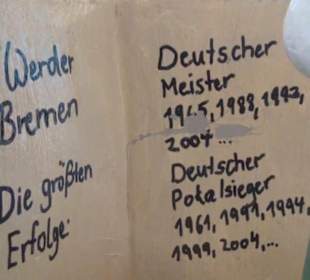 Werder
Bremen
Die größten
Erfolge:
Deutscher
Meister
1965, 1988, 1993,
2004...
Deutscher
Pokalsieger
1961, 1991, 1994,
1999, 2004,...